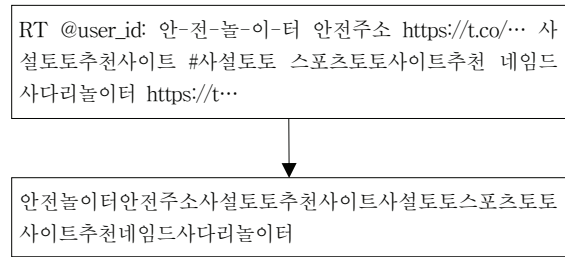 RT @user_id: 안-전-놀-이-터 안전주소 https://t.co/… 사
설토토추천사이트 #사설토토 스포츠토토사이트추천 네임드
사다리놀이터 https://t…
안전놀이터안전주소사설토토추천사이트사설토토스포츠토토
사이트추천네임드사다리놀이터